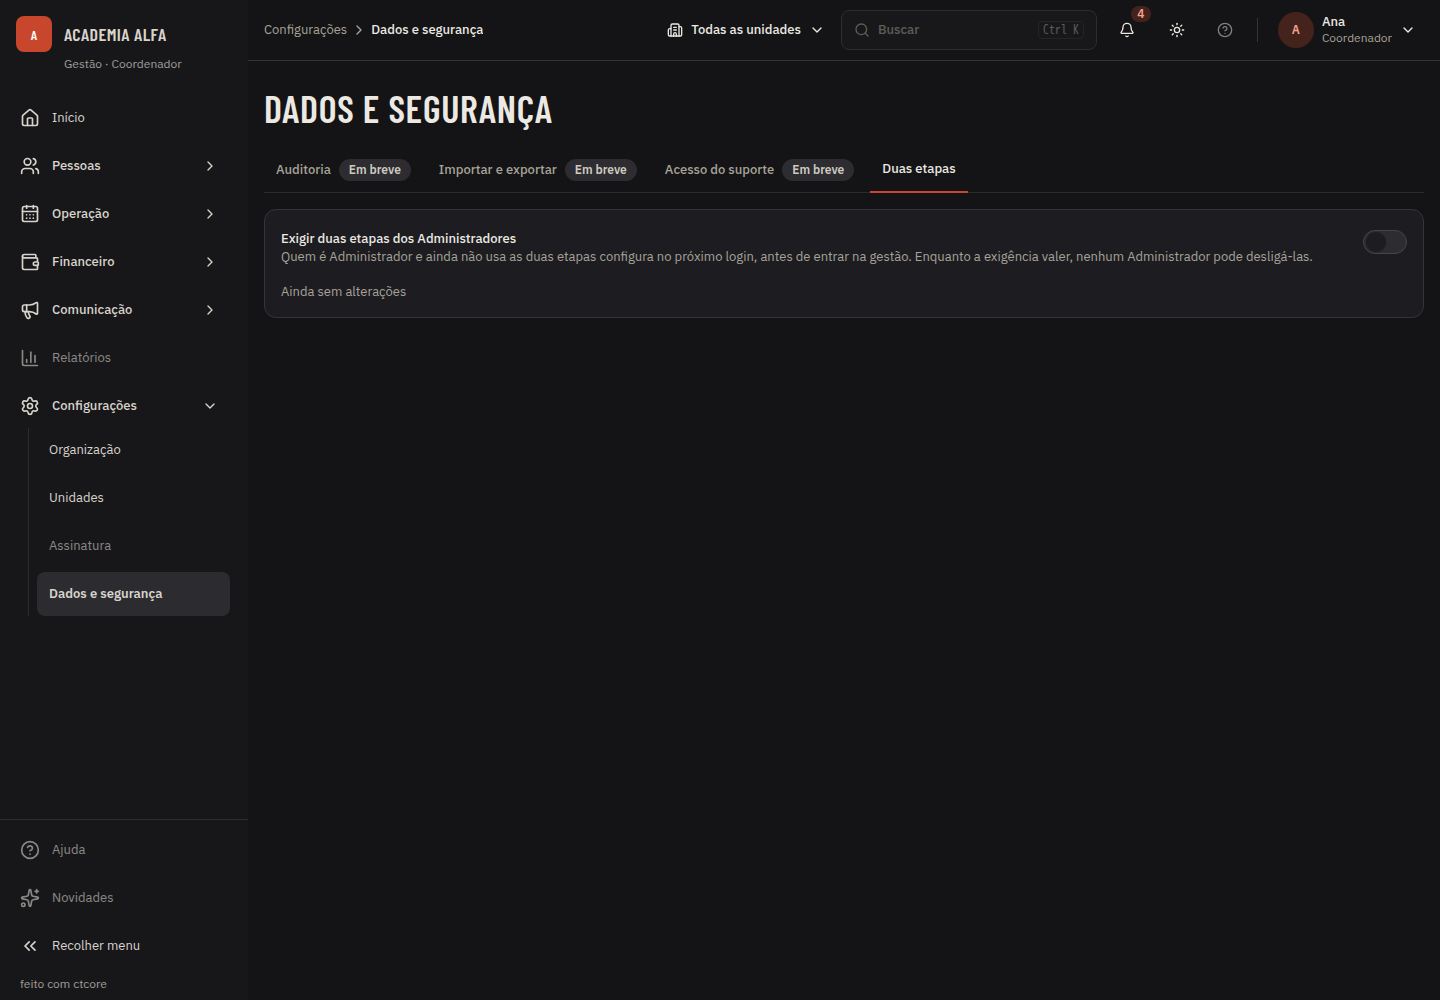 A
ACADEMIA ALFA
Gestão · Coordenador
Início
Pessoas
Operação
Financeiro
Comunicação
Relatórios
Configurações
Organização
Unidades
Assinatura
Dados e segurança
Ajuda
Novidades
Recolher menu
feito com ctcore
Configurações > Dados e segurança
Todas as unidades
Buscar
Ctrl K
4
A
Ana
Coordenador
DADOS E SEGURANÇA
Auditoria Em breve
Importar e exportar Em breve
Acesso do suporte Em breve
Duas etapas
Exigir duas etapas dos Administradores
Quem é Administrador e ainda não usa as duas etapas configura no próximo login, antes de entrar na gestão. Enquanto a exigência valer, nenhum Administrador pode desligá-las.
Ainda sem alterações